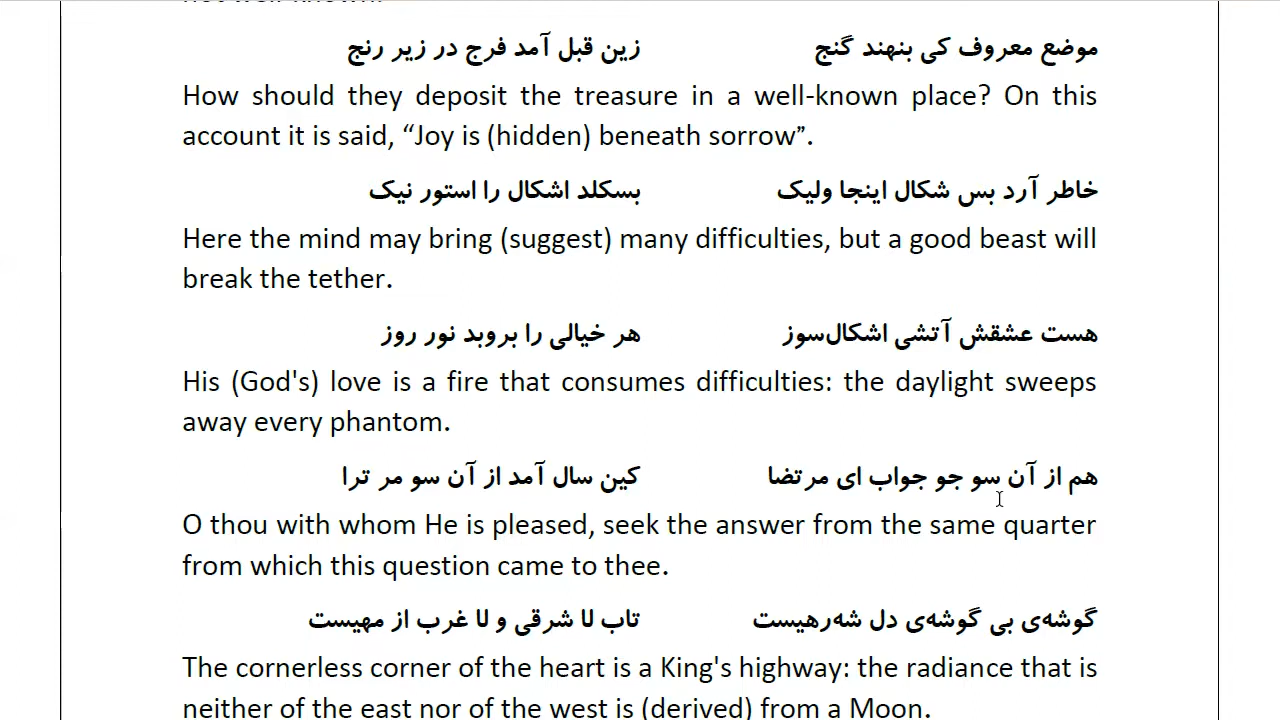 موضع معروف کی بنهند گنج زین قبل آمد فرج در زیر رنج
How should they deposit the treasure in a well-known place? On this
account it is said, “Joy is (hidden) beneath sorrow”.
خاطر آرد بس شکال اینجا ولیک بسکلد اشکال را استور نیک
Here the mind may bring (suggest) many difficulties, but a good beast will
break the tether.
هست عشقش آتشی اشکال‌سوز هر خیالی را بروبد نور روز
His (God's) love is a fire that consumes difficulties: the daylight sweeps
away every phantom.
هم از آن سو جو جواب ای مرتضا کین سال آمد از آن سو مر ترا
O thou with whom He is pleased, seek the answer from the same quarter
from which this question came to thee.
گوشه‌ی بی گوشه‌ی دل شه‌رهیست تاب لا شرقی و لا غرب از مهیست
The cornerless corner of the heart is a King's highway: the radiance that is
neither of the east nor of the west is (derived) from a Moon.